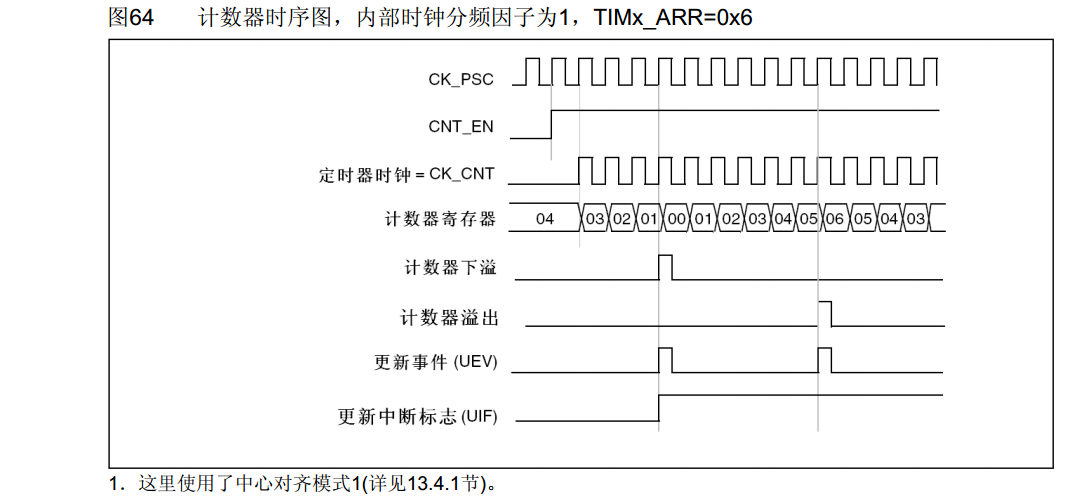 图64 计数器时序图，内部时钟分频因子为1，TIMx_ARR=0x6
CK_PSC
CNT_EN
定时器时钟 = CK_CNT
计数器寄存器 04 03 02 01 00 01 02 03 04 05 06 05 04 03
计数器下溢
计数器溢出
更新事件 (UEV)
更新中断标志 (UIF)
1. 这里使用了中心对齐模式1(详见13.4.1节)。